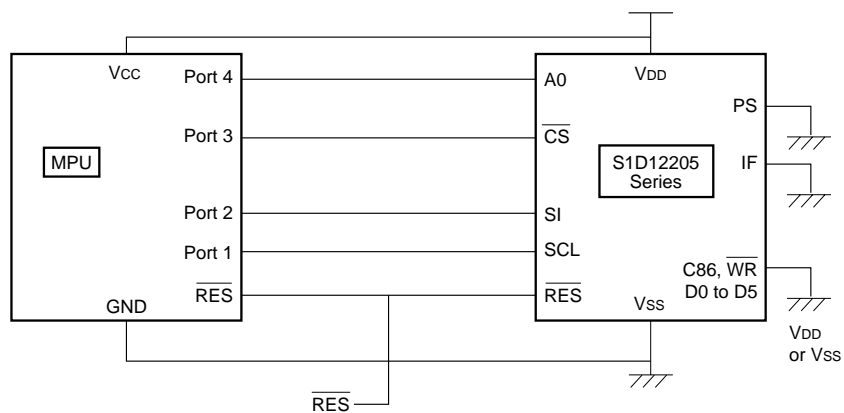 VCC
Port 4
A0
VDD
PS
Port 3
CS
MPU
S1D12205
Series
IF
Port 2
SI
Port 1
SCL
C86, WR
D0 to D5
GND
RES
RES
VSS
VDD
or VSS
RES